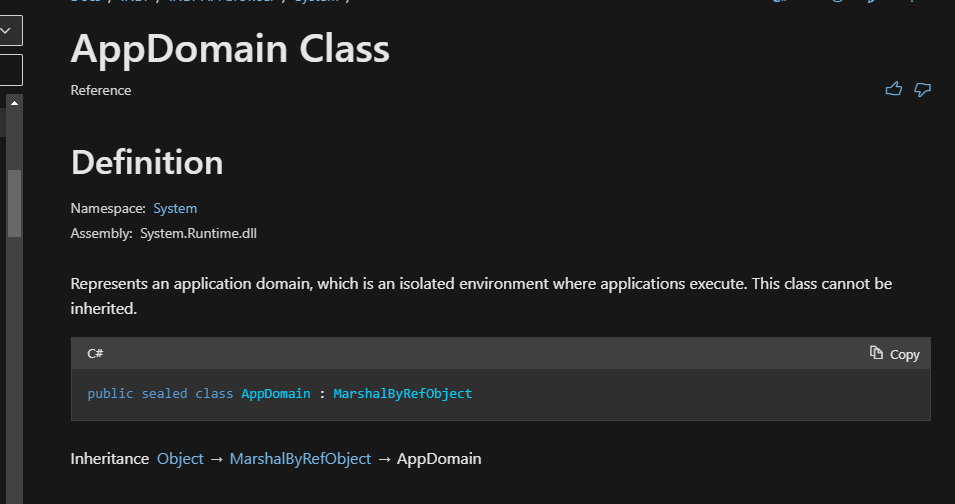 AppDomain Class
Reference
Definition
Namespace: System
Assembly: System.Runtime.dll
Represents an application domain, which is an isolated environment where applications execute. This class cannot be
inherited.
C#
Copy
public sealed class AppDomain : MarshalByRefObject
Inheritance Object → MarshalByRefObject → AppDomain